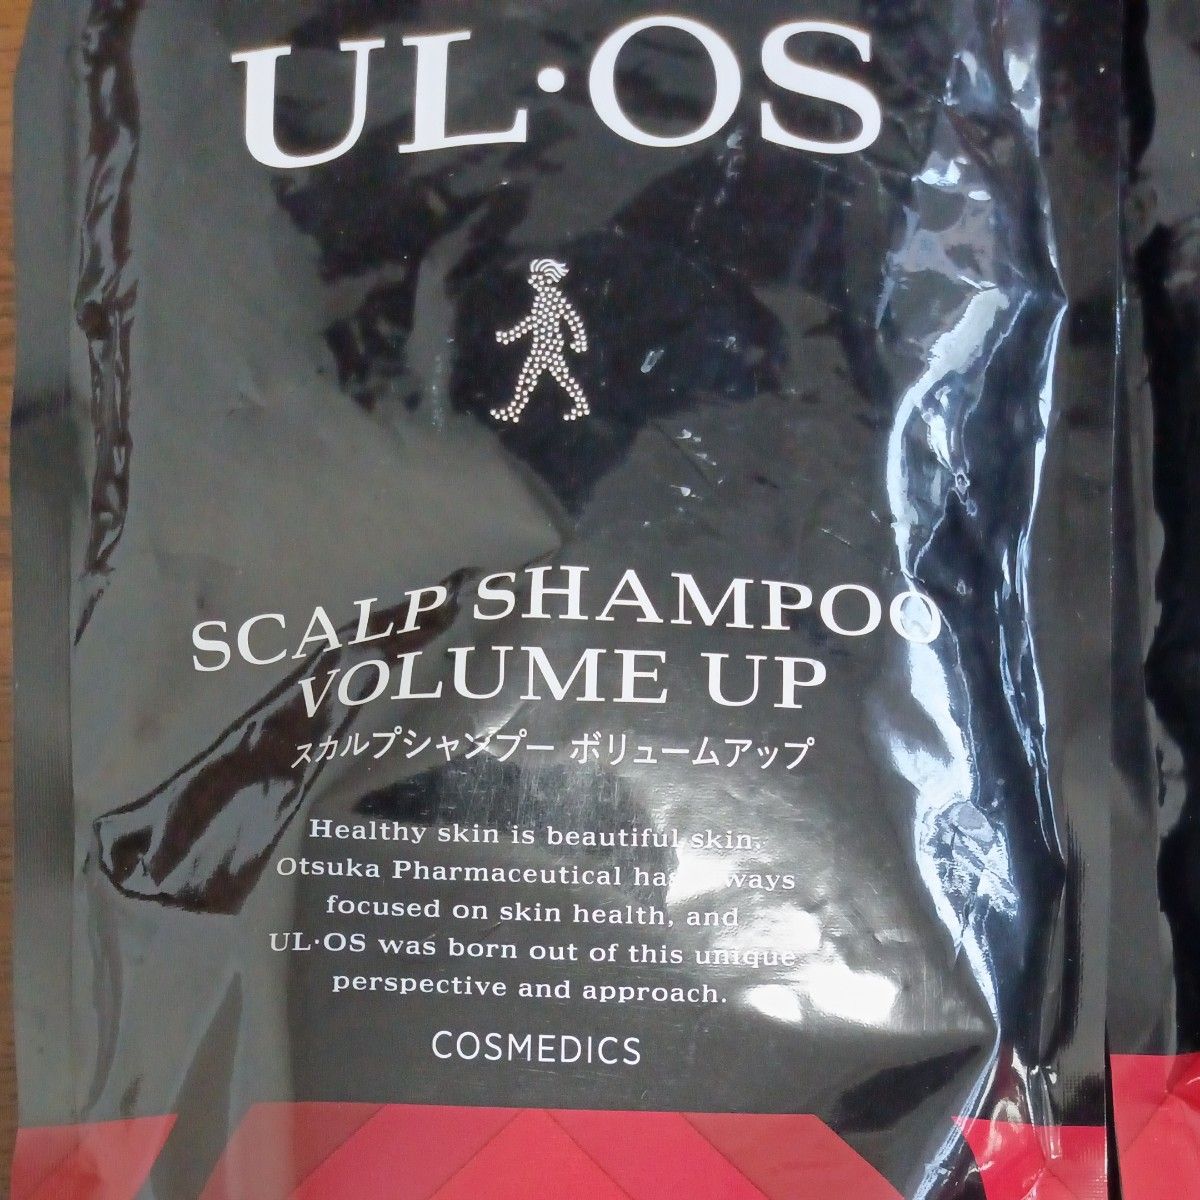 UL·OS
SCALP SHAMPOO
VOLUME UP
スカルプシャンプー ボリュームアップ
Healthy skin is beautiful skin.
Otsuka Pharmaceutical has always
focused on skin health, and
UL·OS was born out of this unique
perspective and approach.
COSMEDICS